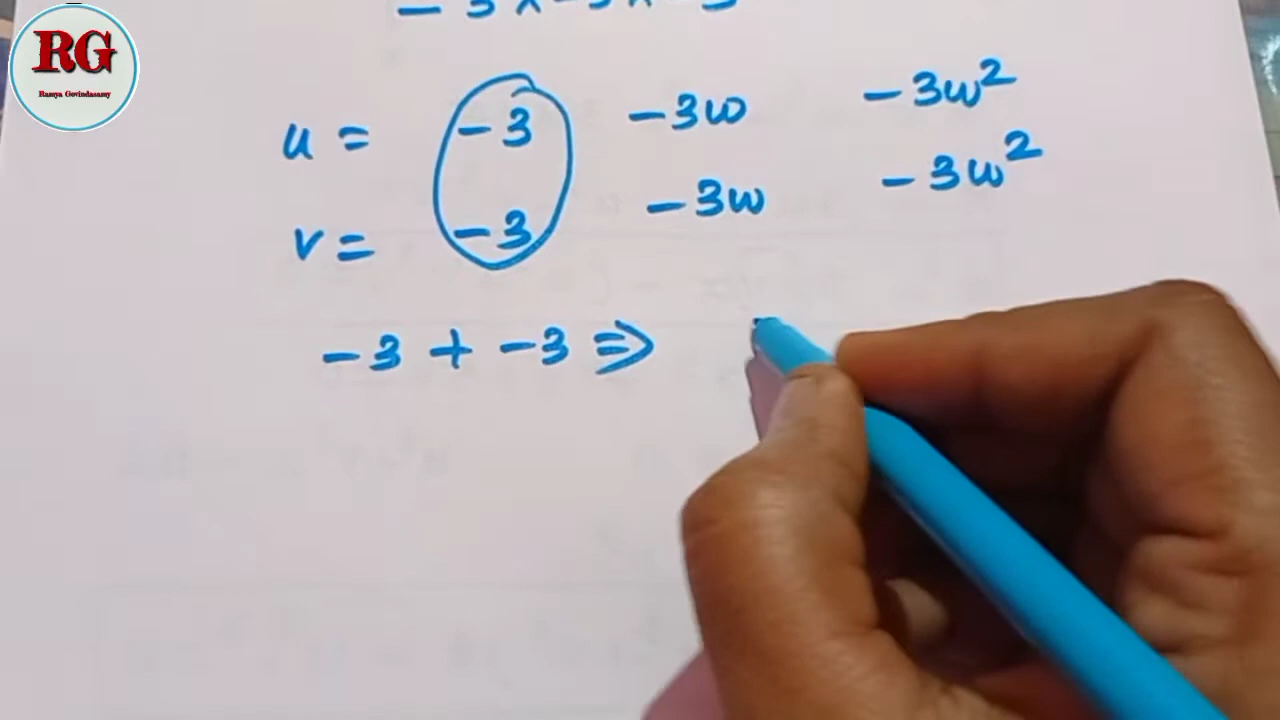 RG
Ramya Govindasamy
u = -3 -3w -3w²
v = -3 -3w -3w²
-3 + -3 ⇒